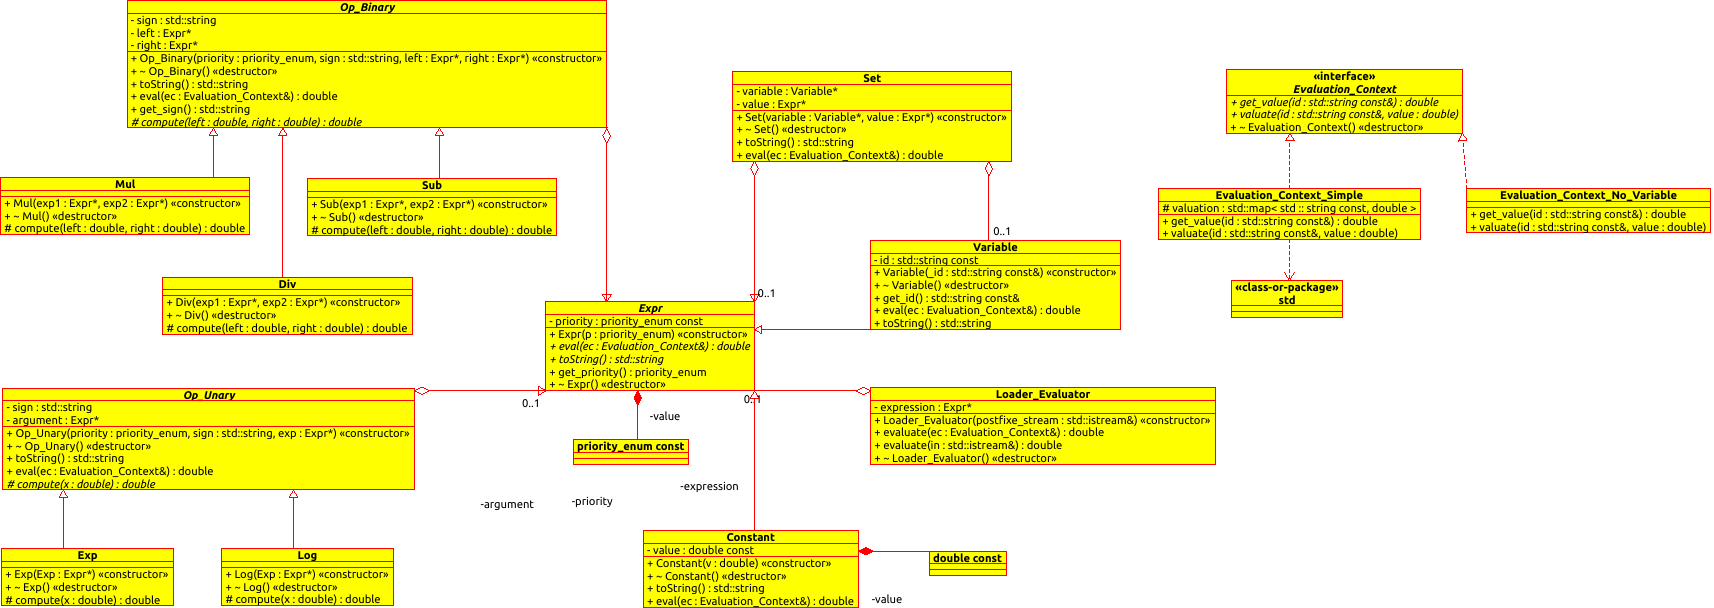 Op_Binary
- sign : std::string
- left : Expr*
- right : Expr*
+ Op_Binary(priority : priority_enum, sign : std::string, left : Expr*, right : Expr*) «constructor»
+ ~ Op_Binary() «destructor»
+ toString() : std::string
+ eval(ec : Evaluation_Context&) : double
+ get_sign() : std::string
# compute(left : double, right : double) : double
Set
- variable : Variable*
- value : Expr*
+ Set(variable : Variable*, value : Expr*) «constructor»
+ ~ Set() «destructor»
+ toString() : std::string
+ eval(ec : Evaluation_Context&) : double
«interface»
Evaluation_Context
+ get_value(id : std::string const&) : double
+ valuate(id : std::string const&, value : double)
+ ~ Evaluation_Context() «destructor»
Mul
+ Mul(exp1 : Expr*, exp2 : Expr*) «constructor»
+ ~ Mul() «destructor»
# compute(left : double, right : double) : double
Sub
+ Sub(exp1 : Expr*, exp2 : Expr*) «constructor»
+ ~ Sub() «destructor»
# compute(left : double, right : double) : double
Evaluation_Context_Simple
# valuation : std::map< std :: string const, double >
+ get_value(id : std::string const&) : double
+ valuate(id : std::string const&, value : double)
Evaluation_Context_No_Variable
+ get_value(id : std::string const&) : double
+ valuate(id : std::string const&, value : double)
0..1
Variable
- id : std::string const
+ Variable(_id : std::string const&) «constructor»
+ ~ Variable() «destructor»
+ get_id() : std::string const&
+ eval(ec : Evaluation_Context&) : double
+ toString() : std::string
Div
+ Div(exp1 : Expr*, exp2 : Expr*) «constructor»
+ ~ Div() «destructor»
# compute(left : double, right : double) : double
«class-or-package»
std
0..1
Expr
- priority : priority_enum const
+ Expr(p : priority_enum) «constructor»
+ eval(ec : Evaluation_Context&) : double
+ toString() : std::string
+ get_priority() : priority_enum
+ ~ Expr() «destructor»
Op_Unary
- sign : std::string
- argument : Expr*
+ Op_Unary(priority : priority_enum, sign : std::string, exp : Expr*) «constructor»
+ ~ Op_Unary() «destructor»
+ toString() : std::string
+ eval(ec : Evaluation_Context&) : double
# compute(x : double) : double
0..1
0..1
-value
Loader_Evaluator
- expression : Expr*
+ Loader_Evaluator(postfixe_stream : std::istream&) «constructor»
+ evaluate(ec : Evaluation_Context&) : double
+ evaluate(in : std::istream&) : double
+ ~ Loader_Evaluator() «destructor»
priority_enum const
-expression
-argument
-priority
Exp
+ Exp(Exp : Expr*) «constructor»
+ ~ Exp() «destructor»
# compute(x : double) : double
Log
+ Log(Exp : Expr*) «constructor»
+ ~ Log() «destructor»
# compute(x : double) : double
Constant
- value : double const
+ Constant(v : double) «constructor»
+ ~ Constant() «destructor»
+ toString() : std::string
+ eval(ec : Evaluation_Context&) : double
double const
-value